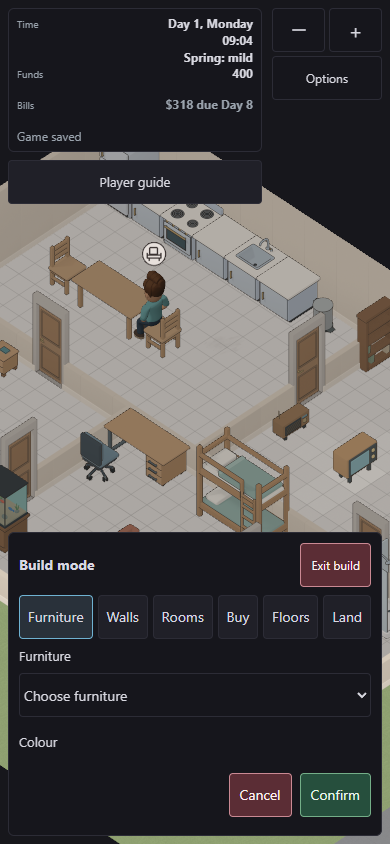 Time
Day 1, Monday
09:04
Spring: mild
Funds
400
Bills
$318 due Day 8
Game saved
—
+
Options
Player guide
Build mode
Exit build
Furniture
Walls
Rooms
Buy
Floors
Land
Furniture
Choose furniture
Colour
Cancel
Confirm